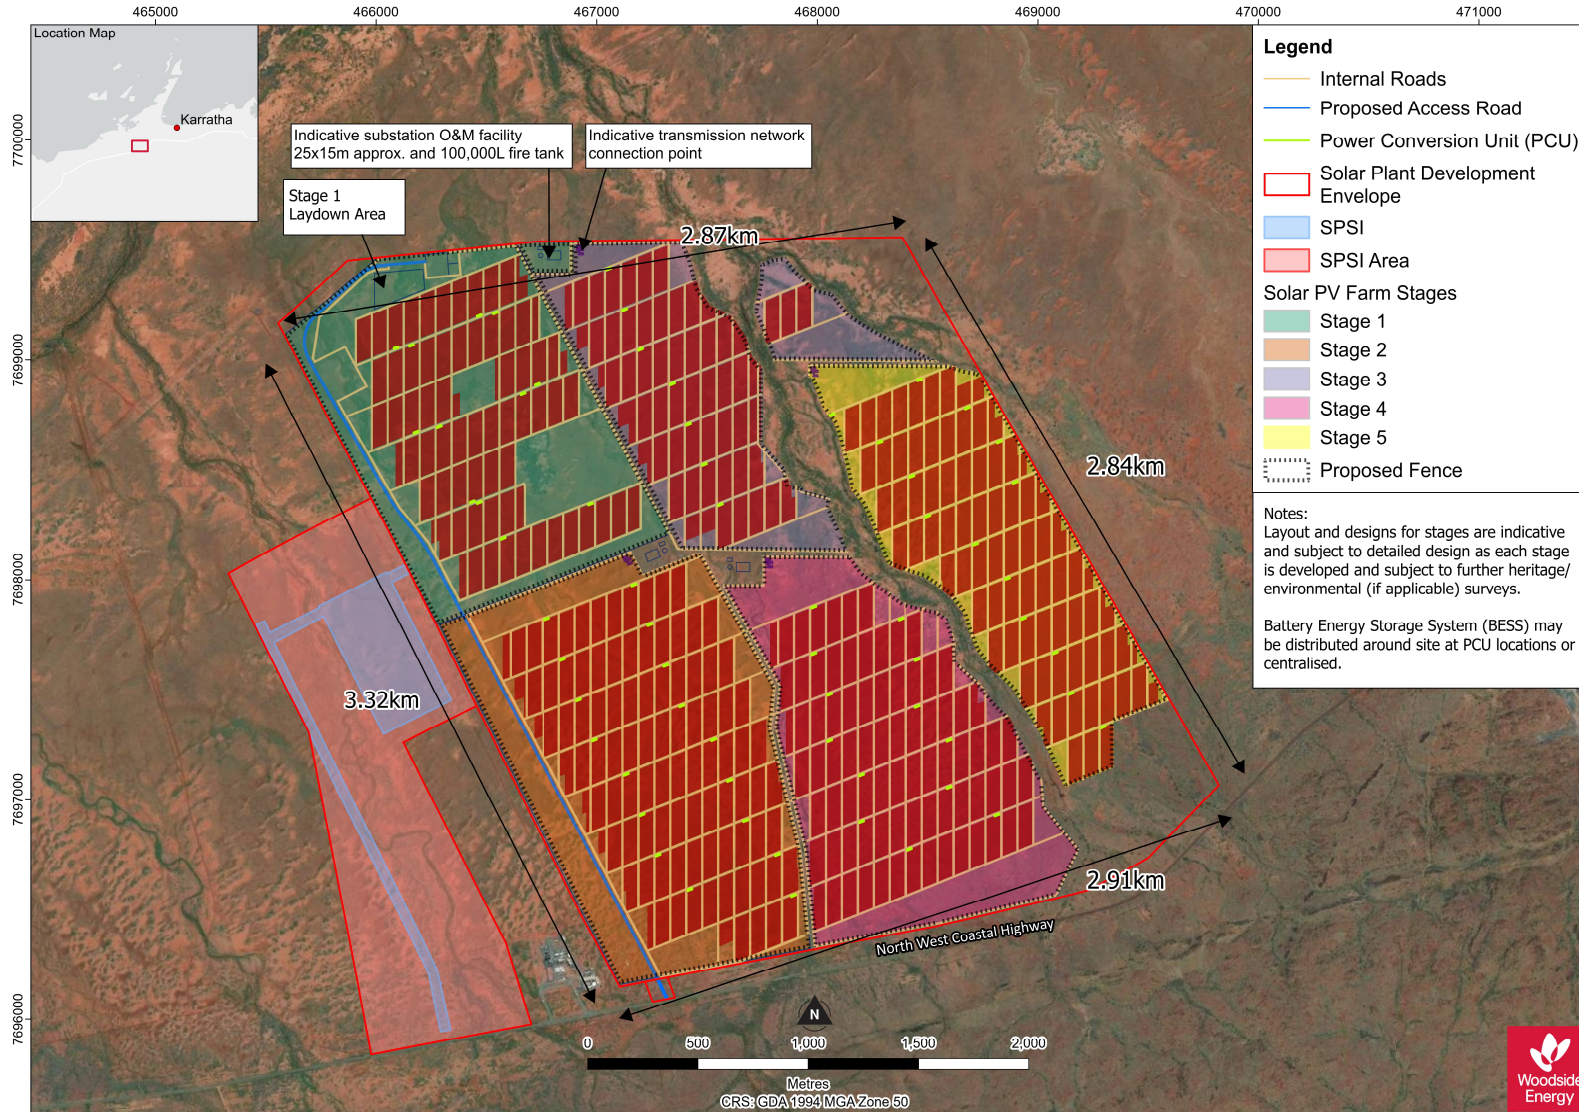 465000
466000
467000
468000
469000
470000
471000
7700000
7699000
7698000
7697000
7696000
Location Map
Karratha
Indicative substation O&M facility
25x15m approx. and 100,000L fire tank
Indicative transmission network
connection point
Stage 1
Laydown Area
2.87km
2.84km
3.32km
2.91km
North West Coastal Highway
N
0
500
1,000
1,500
2,000
Metres
CRS: GDA 1994 MGA Zone 50
Legend
Internal Roads
Proposed Access Road
Power Conversion Unit (PCU)
Solar Plant Development
Envelope
SPSI
SPSI Area
Solar PV Farm Stages
Stage 1
Stage 2
Stage 3
Stage 4
Stage 5
Proposed Fence
Notes:
Layout and designs for stages are indicative
and subject to detailed design as each stage
is developed and subject to further heritage/
environmental (if applicable) surveys.
Battery Energy Storage System (BESS) may
be distributed around site at PCU locations or
centralised.
Woodside
Energy